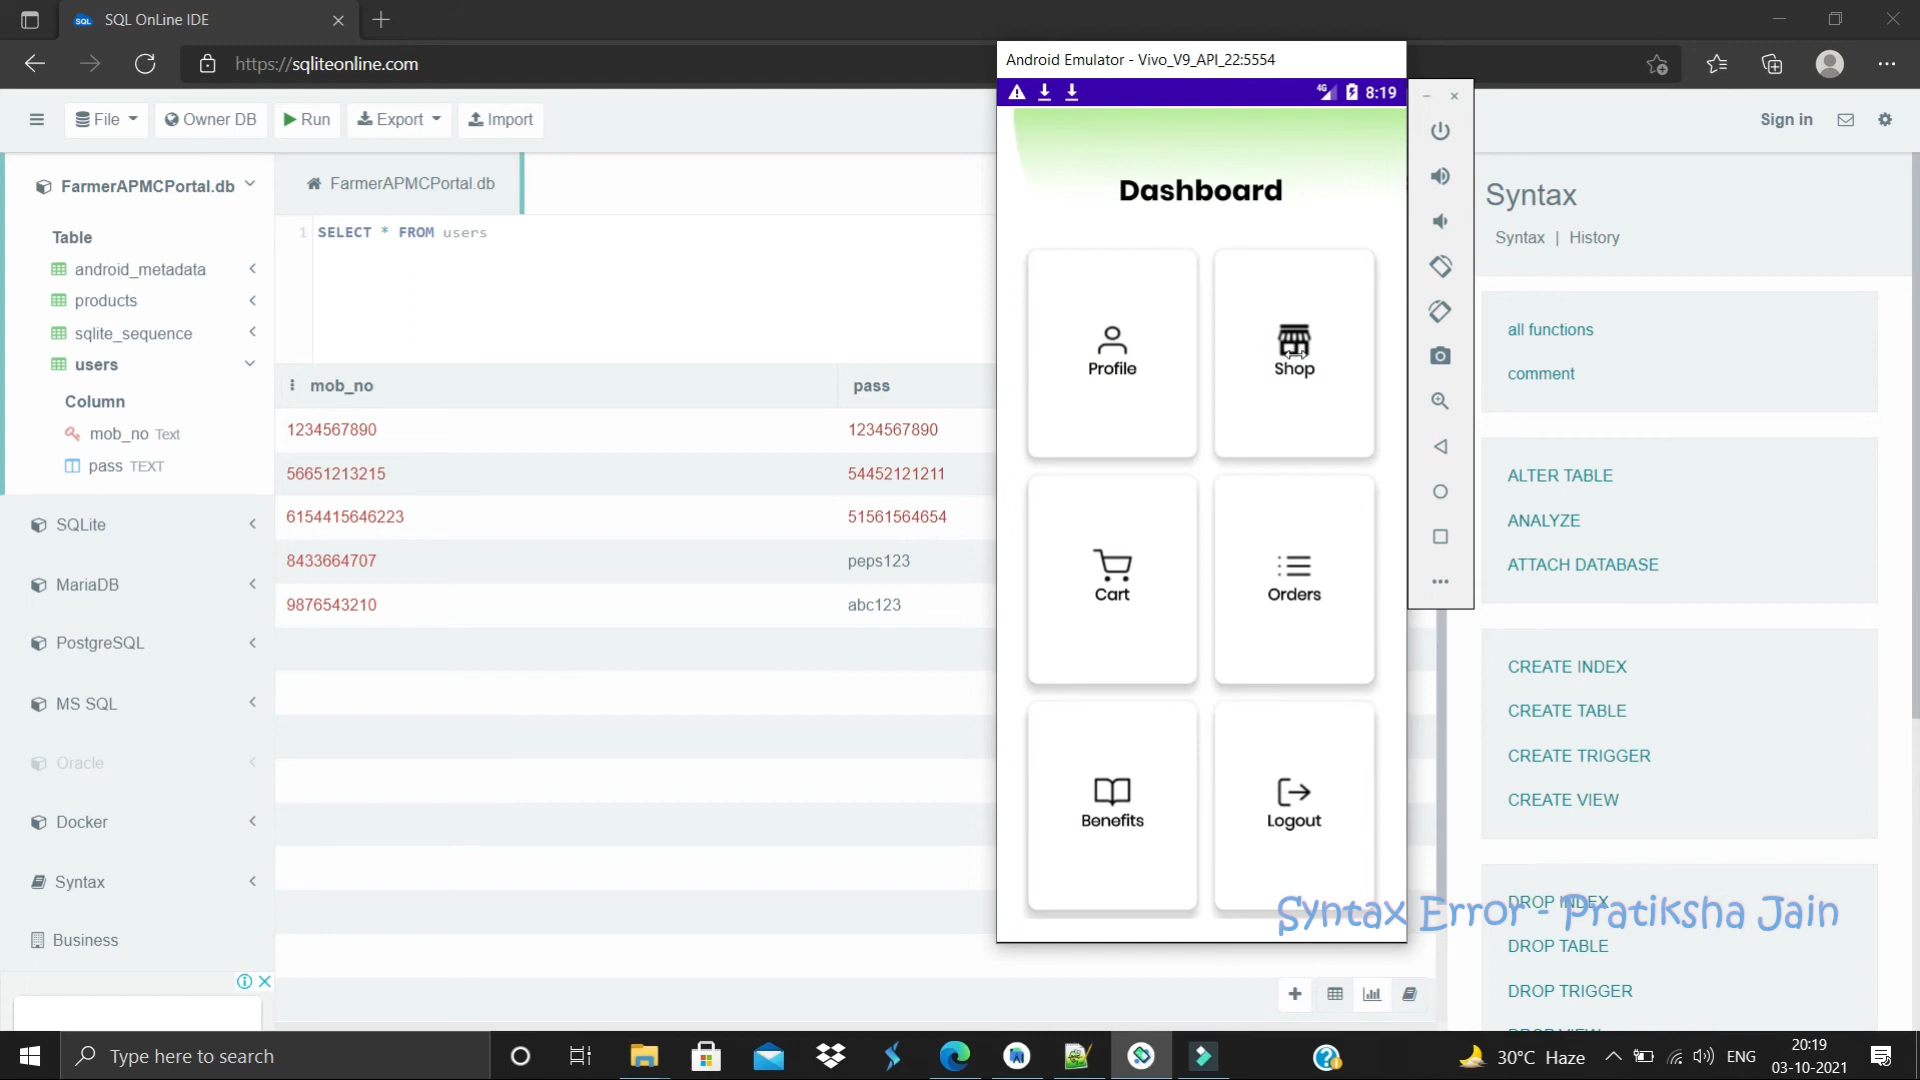 SQL OnLine IDE
https://sqliteonline.com
File
Owner DB
Run
Export
Import
Sign in
FarmerAPMCPortal.db
Table
android_metadata
products
sqlite_sequence
users
Column
mob_no Text
pass TEXT
SQLite
MariaDB
PostgreSQL
MS SQL
Oracle
Docker
Syntax
Business
FarmerAPMCPortal.db
1 SELECT * FROM users
mob_no pass
1234567890 1234567890
56651213215 54452121211
6154415646223 51561564654
8433664707 peps123
9876543210 abc123
Android Emulator - Vivo_V9_API_22:5554
4G 8:19
Dashboard
Profile
Shop
Cart
Orders
Benefits
Logout
Syntax
Syntax | History
all functions
comment
ALTER TABLE
ANALYZE
ATTACH DATABASE
CREATE INDEX
CREATE TABLE
CREATE TRIGGER
CREATE VIEW
DROP INDEX
Syntax Error - Pratiksha Jain
DROP TABLE
DROP TRIGGER
DROP VIEW
Type here to search
30°C Haze
ENG
20:19
03-10-2021